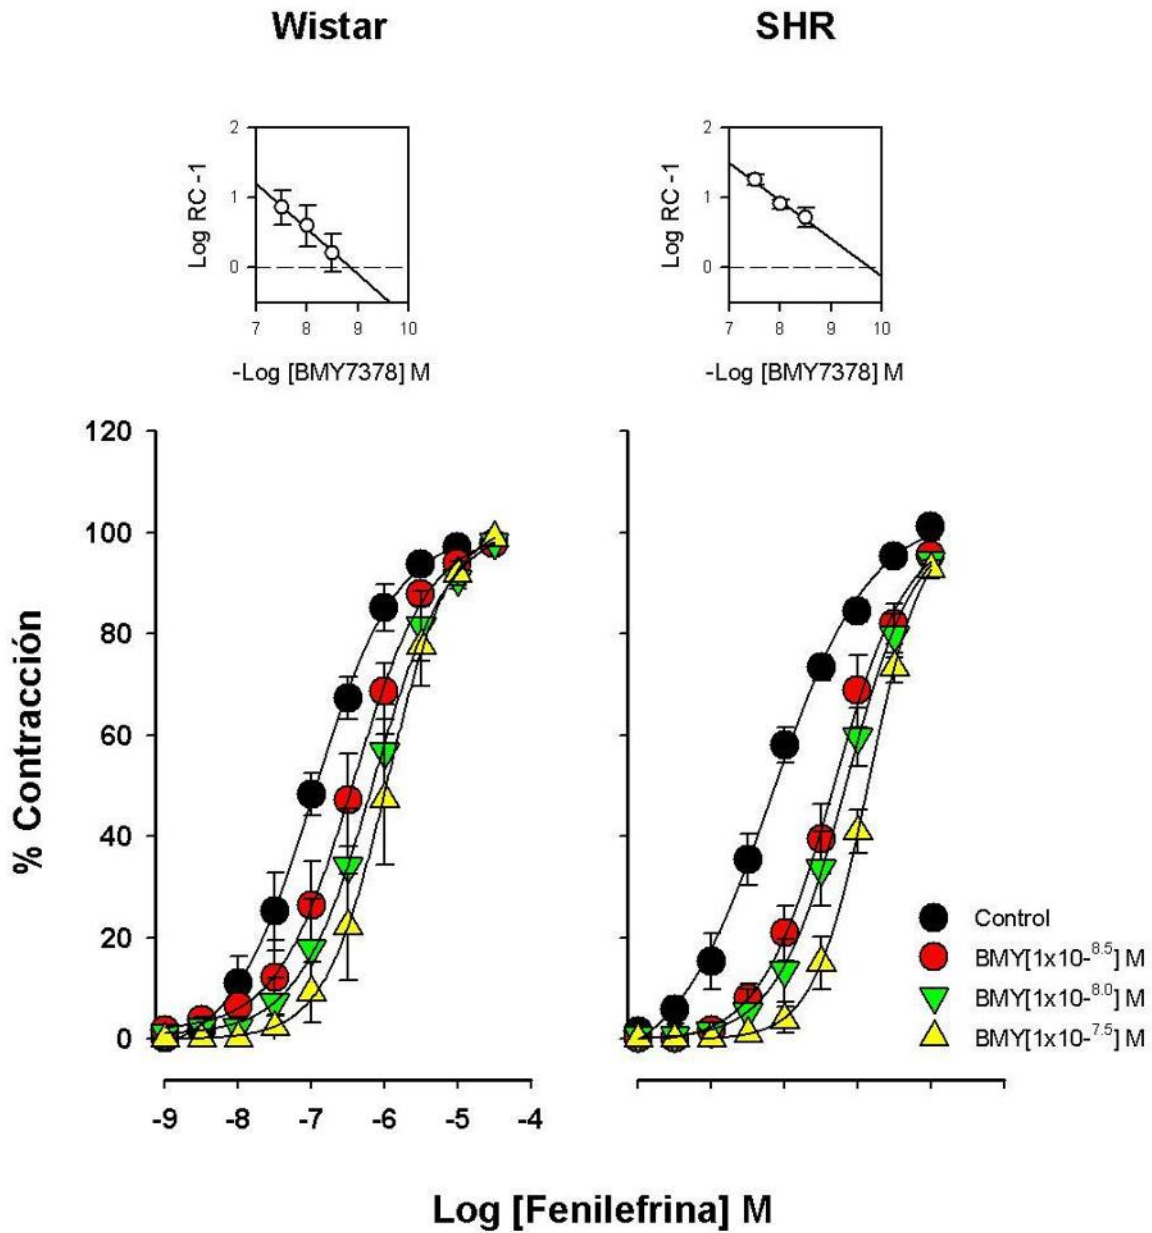 Wistar
SHR
2
1
0
Log RC -1
7 8 9 10
-Log [BMY7378] M
2
1
0
Log RC -1
7 8 9 10
-Log [BMY7378] M
120
100
80
60
40
20
0
% Contracción
Control
BMY[1x10-8.5] M
BMY[1x10-8.0] M
BMY[1x10-7.5] M
-9 -8 -7 -6 -5 -4
Log [Fenilefrina] M